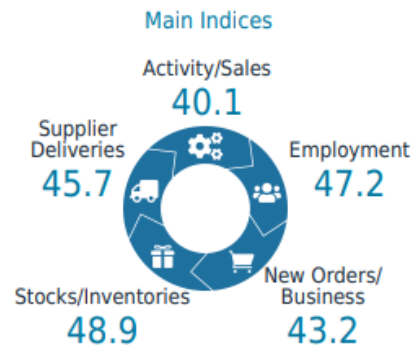 Main Indices
Activity/Sales
40.1
Supplier
Deliveries
45.7
Employment
47.2
Stocks/Inventories
48.9
New Orders/
Business
43.2